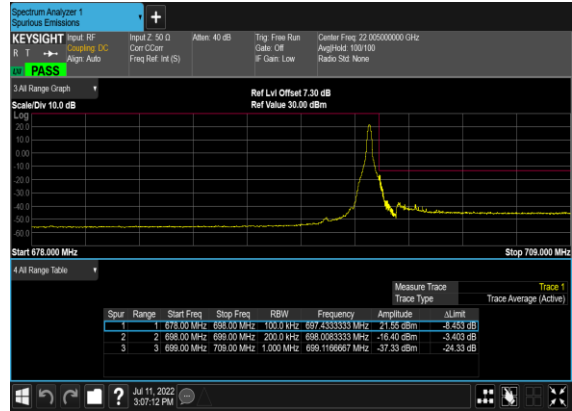 Spectrum Analyzer 1
Spurious Emissions
KEYSIGHT Input: RF
R T Coupling: DC
Align: Auto
Input Z: 50 Ω
Corr CCorr
Freq Ref: Int (S)
Atten: 40 dB
Trig: Free Run
Gate: Off
IF Gain: Low
Center Freq: 22.005000000 GHz
Avg|Hold: 100/100
Radio Std: None
PASS
3 All Range Graph
Scale/Div 10.0 dB
Ref Lvl Offset 7.30 dB
Ref Value 30.00 dBm
Log
20.0
10.0
0.00
-10.0
-20.0
-30.0
-40.0
-50.0
-60.0
Start 678.000 MHz
Stop 709.000 MHz
4 All Range Table
Measure Trace Trace 1
Trace Type Trace Average (Active)
Spur Range Start Freq Stop Freq RBW Frequency Amplitude ΔLimit
1 1 678.00 MHz 698.00 MHz 100.0 kHz 697.4333333 MHz 21.55 dBm -8.453 dB
2 2 698.00 MHz 699.00 MHz 200.0 kHz 698.0083333 MHz -16.40 dBm -3.403 dB
3 3 699.00 MHz 709.00 MHz 1.000 MHz 699.1166667 MHz -37.33 dBm -24.33 dB
Jul 11, 2022
3:07:12 PM